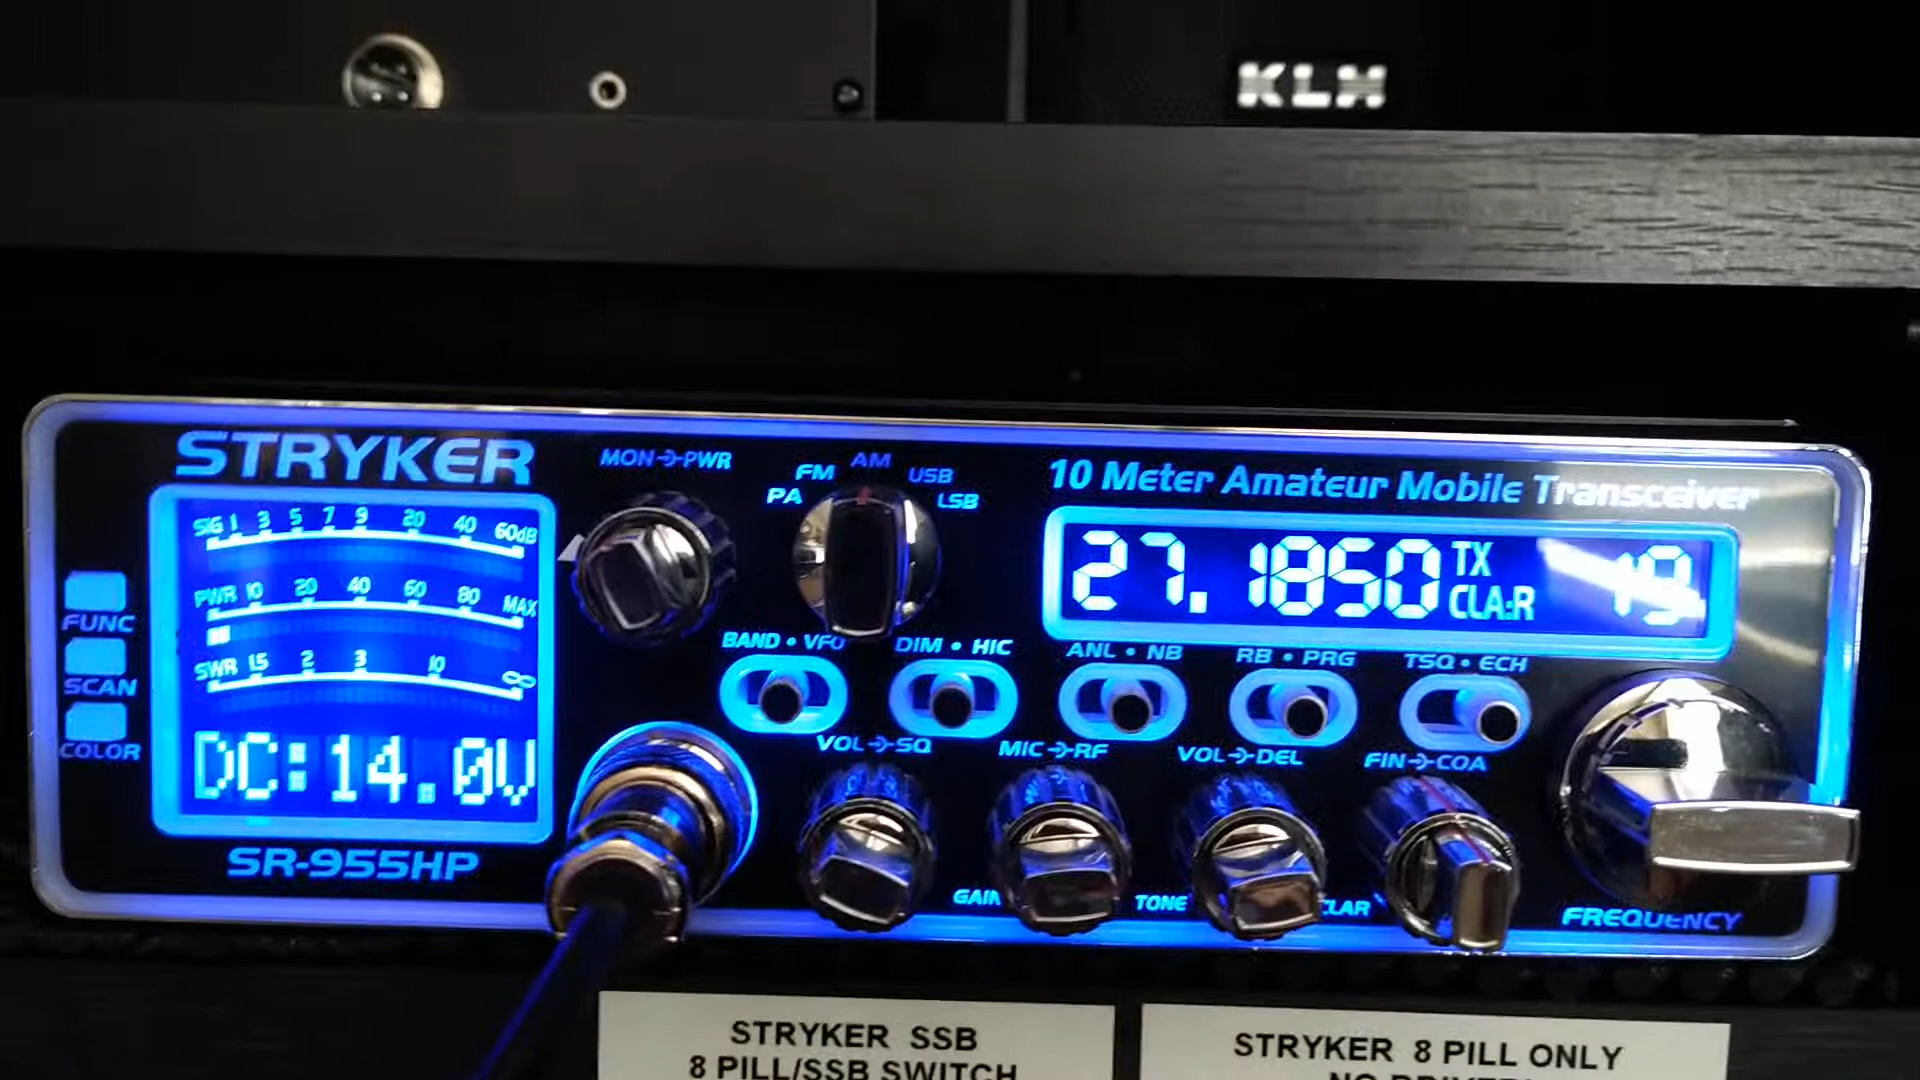 KLH
STRYKER
MON→PWR
PA FM AM USB LSB
10 Meter Amateur Mobile Transceiver
SIG 1 3 5 7 9 20 40 60dB
PWR 10 20 40 60 80 MAX
SWR 1.5 2 3 10 ∞
DC:14.0V
FUNC
SCAN
COLOR
27.1850 TX CLA:R 19
BAND • VFO DIM • HIC ANL • NB RB • PRG TSQ • ECH
VOL→SQ MIC→RF VOL→DEL FIN→COA
SR-955HP
GAIN TONE CLAR FREQUENCY
STRYKER SSB
8 PILL/SSB SWITCH
STRYKER 8 PILL ONLY